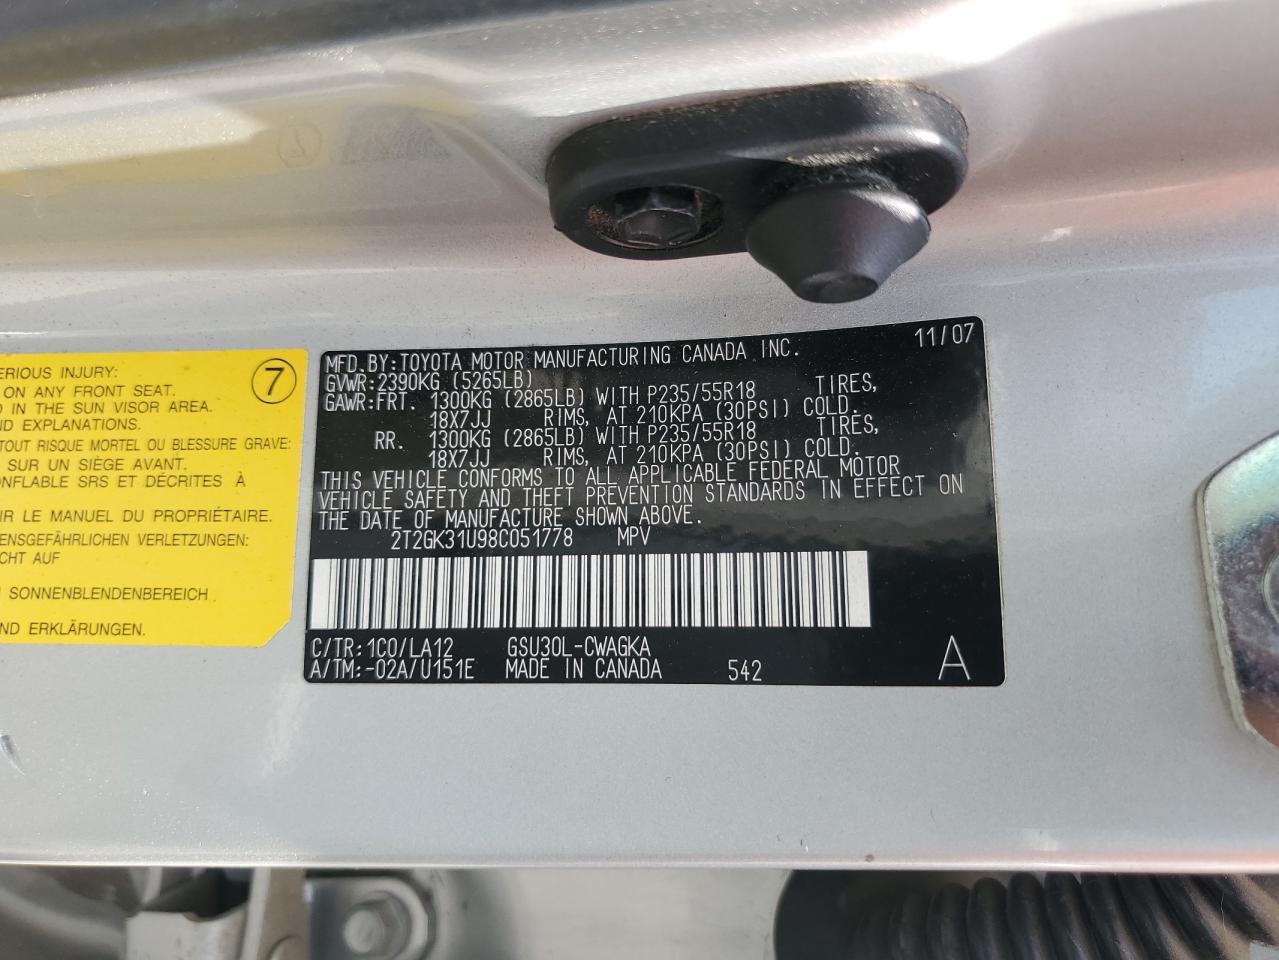 ERIOUS INJURY:
ON ANY FRONT SEAT.
D IN THE SUN VISOR AREA.
ND EXPLANATIONS.
TOUT RISQUE MORTEL OU BLESSURE GRAVE:
SUR UN SIÈGE AVANT.
ONFLABLE SRS ET DÉCRITES À
IR LE MANUEL DU PROPRIÉTAIRE.
ENSGEFÄHRLICHEN VERLETZUNGEN:
CHT AUF
SONNENBLENDENBEREICH
ND ERKLÄRUNGEN.
7
MFD.BY:TOYOTA MOTOR MANUFACTURING CANADA INC. 11/07
GVWR:2390KG (5265LB)
GAWR:FRT. 1300KG (2865LB) WITH P235/55R18 TIRES,
18X7JJ RIMS, AT 210KPA (30PSI) COLD.
RR. 1300KG (2865LB) WITH P235/55R18 TIRES,
18X7JJ RIMS, AT 210KPA (30PSI) COLD.
THIS VEHICLE CONFORMS TO ALL APPLICABLE FEDERAL MOTOR
VEHICLE SAFETY AND THEFT PREVENTION STANDARDS IN EFFECT ON
THE DATE OF MANUFACTURE SHOWN ABOVE.
2T2GK31U98C051778 MPV
C/TR:1C0/LA12 GSU30L-CWAGKA
A/TM:-02A/U151E MADE IN CANADA 542 A